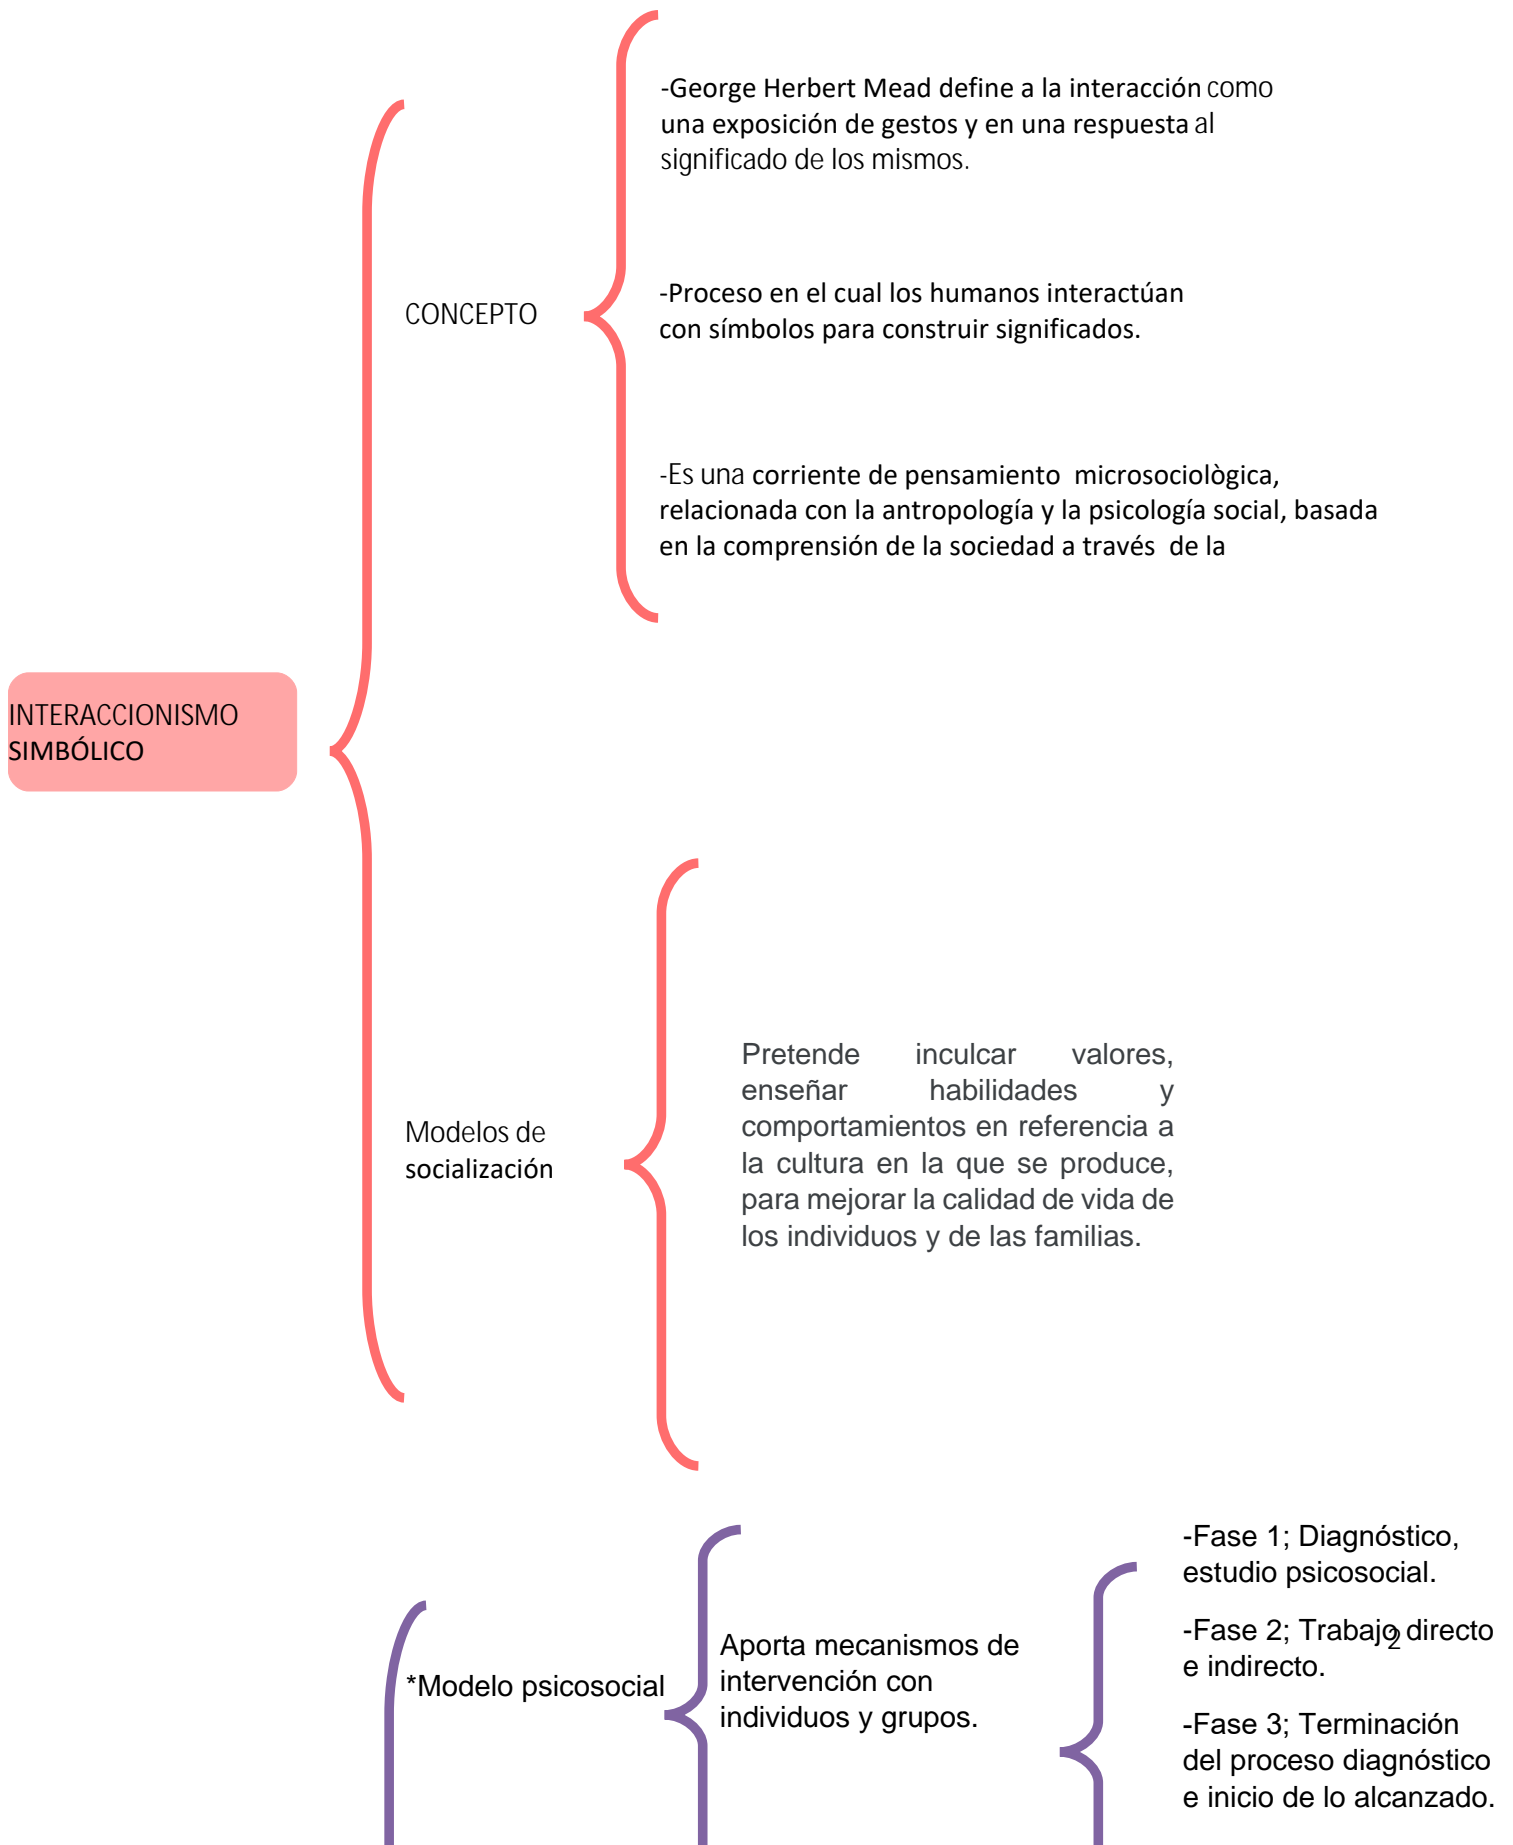 -George Herbert Mead define a la interacción como
una exposición de gestos y en una respuesta al
significado de los mismos.
CONCEPTO
-Proceso en el cual los humanos interactúan
con símbolos para construir significados.
-Es una corriente de pensamiento  microsociològica,
relacionada con la antropología y la psicología social, basada
en la comprensión de la sociedad a través  de la
INTERACCIONISMO
SIMBÓLICO
Modelos de
socialización
Pretende inculcar valores,
enseñar habilidades y
comportamientos en referencia a
la cultura en la que se produce,
para mejorar la calidad de vida de
los individuos y de las familias.
*Modelo psicosocial
Aporta mecanismos de
intervención con
individuos y grupos.
-Fase 1; Diagnóstico,
estudio psicosocial.
-Fase 2; Trabajo directo
e indirecto.
-Fase 3; Terminación
del proceso diagnóstico
e inicio de lo alcanzado.
2